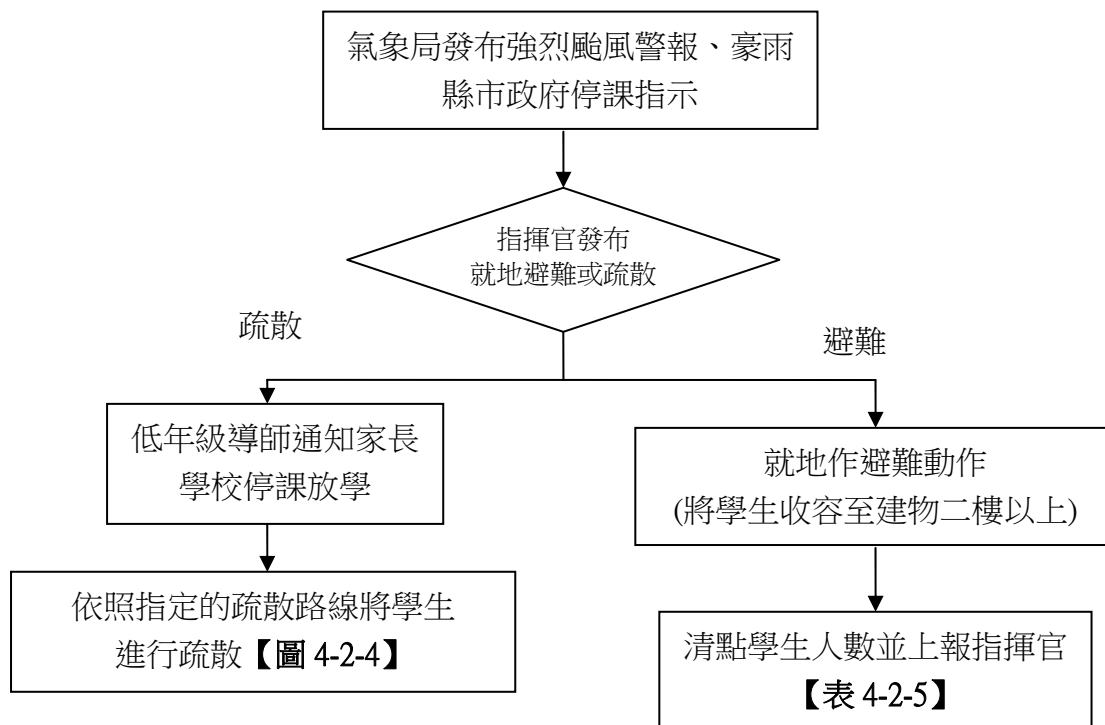 氣象局發布強烈颱風警報、豪雨
縣市政府停課指示
指揮官發布
就地避難或疏散
疏散
避難
低年級導師通知家長
學校停課放學
就地作避難動作
(將學生收容至建物二樓以上)
依照指定的疏散路線將學生
進行疏散【圖 4-2-4】
清點學生人數並上報指揮官
【表 4-2-5】